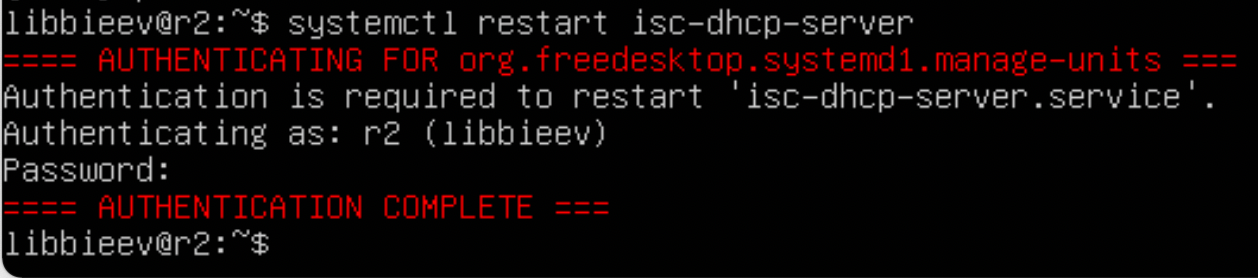 libbieev@r2:~$ systemctl restart isc-dhcp-server
==== AUTHENTICATING FOR org.freedesktop.systemd1.manage-units ===
Authentication is required to restart 'isc-dhcp-server.service'.
Authenticating as: r2 (libbieev)
Password:
==== AUTHENTICATION COMPLETE ===
libbieev@r2:~$